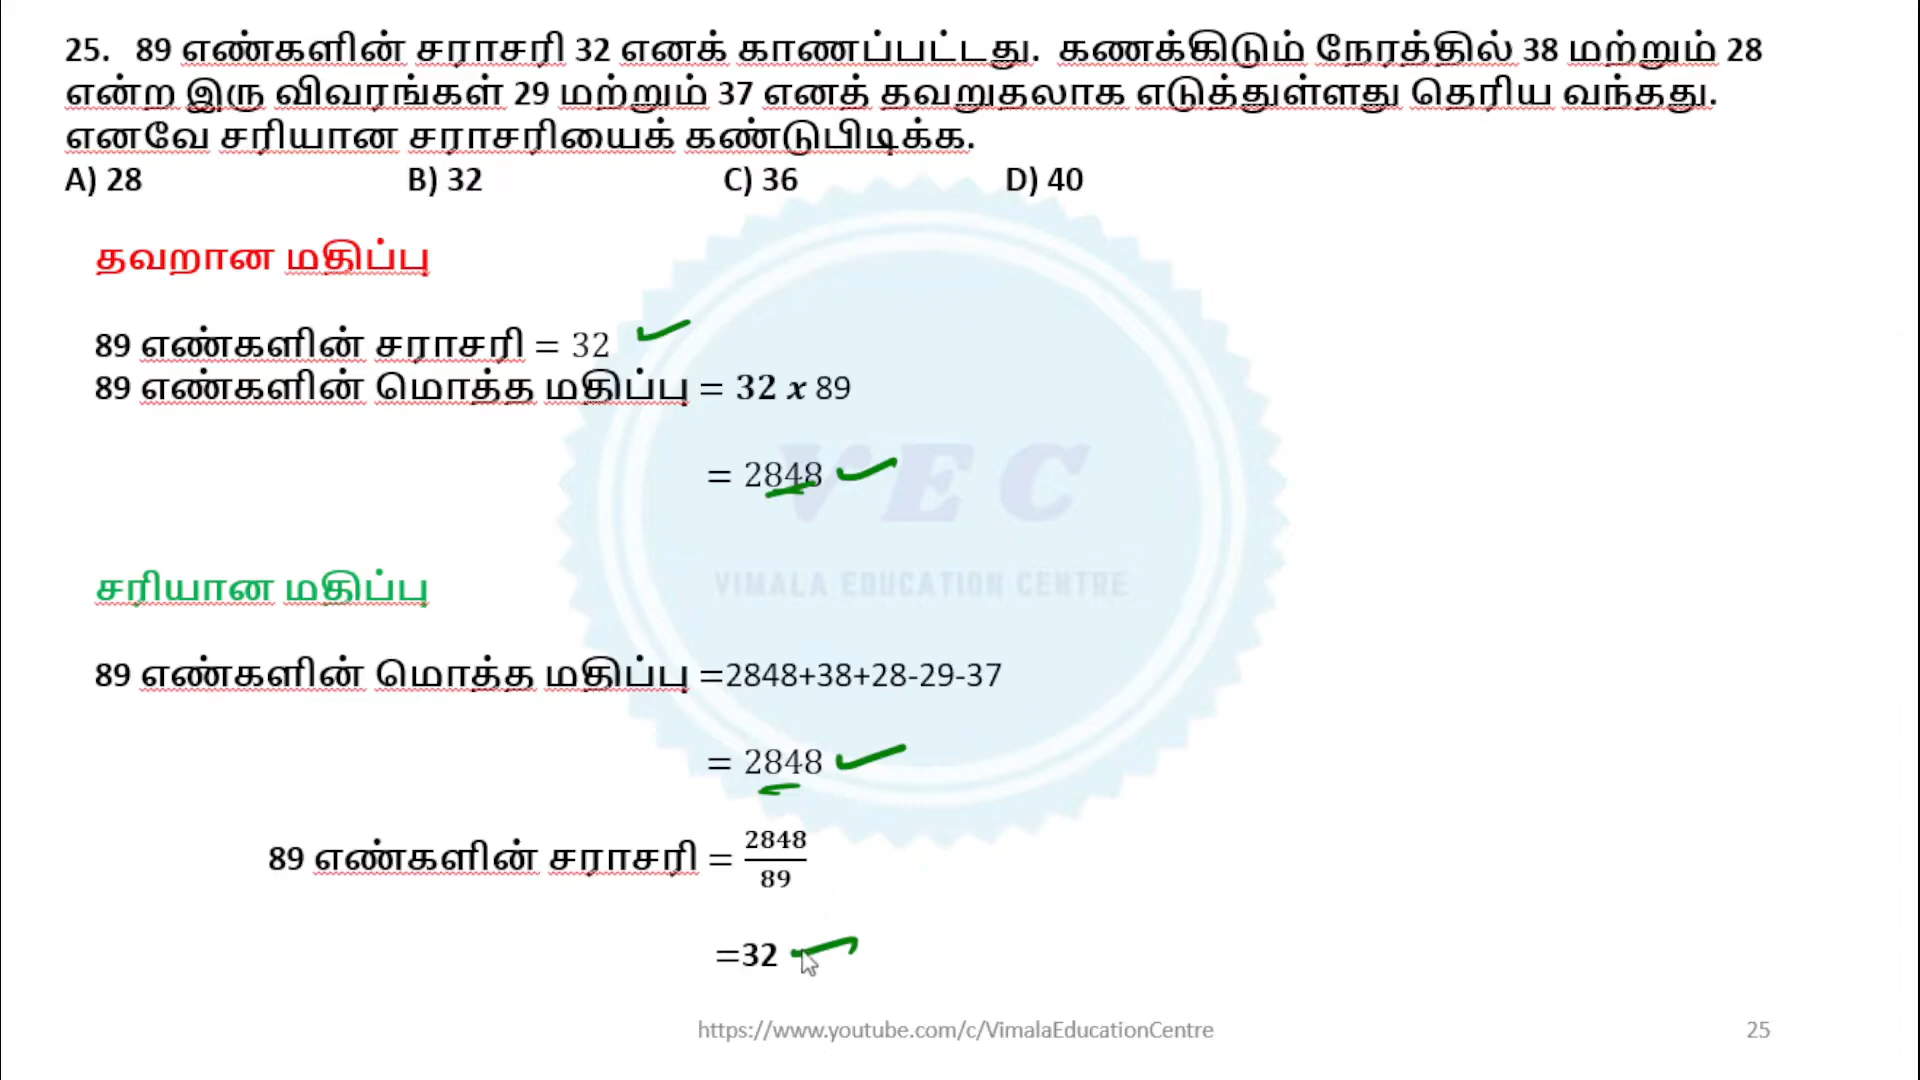 25. 89 எண்களின் சராசரி 32 எனக் காணப்பட்டது. கணக்கிடும் நேரத்தில் 38 மற்றும் 28
என்ற இரு விவரங்கள் 29 மற்றும் 37 எனத் தவறுதலாக எடுத்துள்ளது தெரிய வந்தது.
எனவே சரியான சராசரியைக் கண்டுபிடிக்க.
A) 28 B) 32 C) 36 D) 40
தவறான மதிப்பு
89 எண்களின் சராசரி = 32
89 எண்களின் மொத்த மதிப்பு = 32 x 89
= 2848
VEC
VIMALA EDUCATION CENTRE
சரியான மதிப்பு
89 எண்களின் மொத்த மதிப்பு =2848+38+28-29-37
= 2848
89 எண்களின் சராசரி = 2848/89
=32
https://www.youtube.com/c/VimalaEducationCentre 25